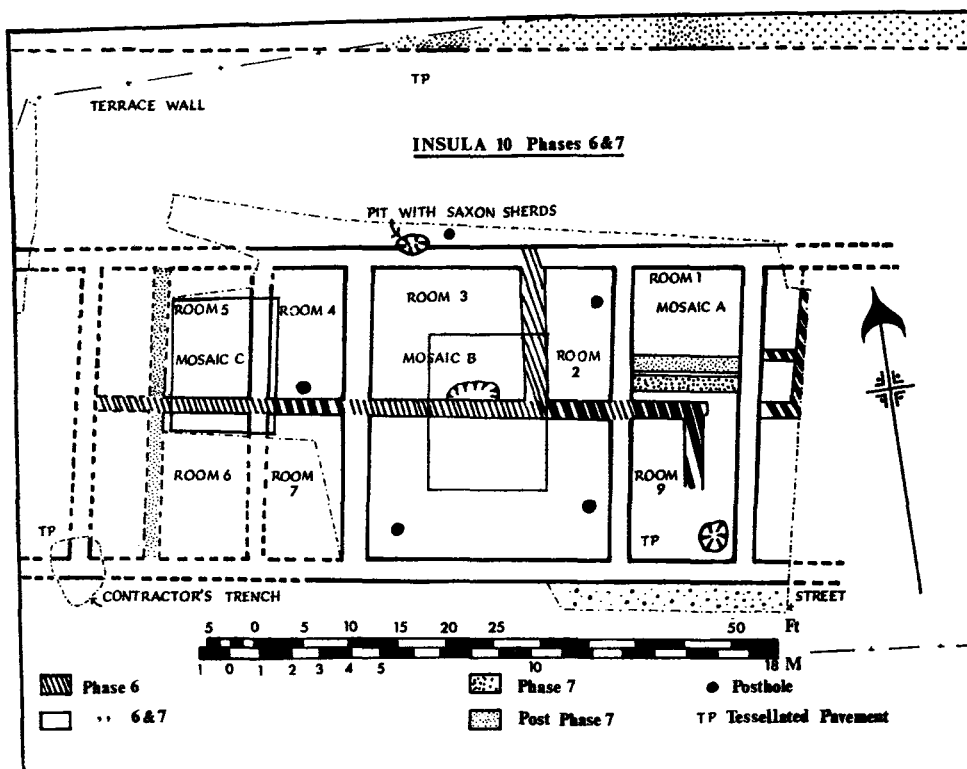 TP
TERRACE WALL
INSULA 10 Phases 6&7
PIT WITH SAXON SHERDS
ROOM 1
ROOM 3
ROOM 5
ROOM 4
MOSAIC A
MOSAIC C
MOSAIC B
ROOM
2
ROOM 6
ROOM
7
ROOM
9
TP
TP
CONTRACTOR'S TRENCH
STREET
5 0 5 10 15 20 25 50 Ft
1 0 1 2 3 4 5 10 18 M
Phase 6
Phase 7
Posthole
,, 6&7
Post Phase 7
TP Tessellated Pavement